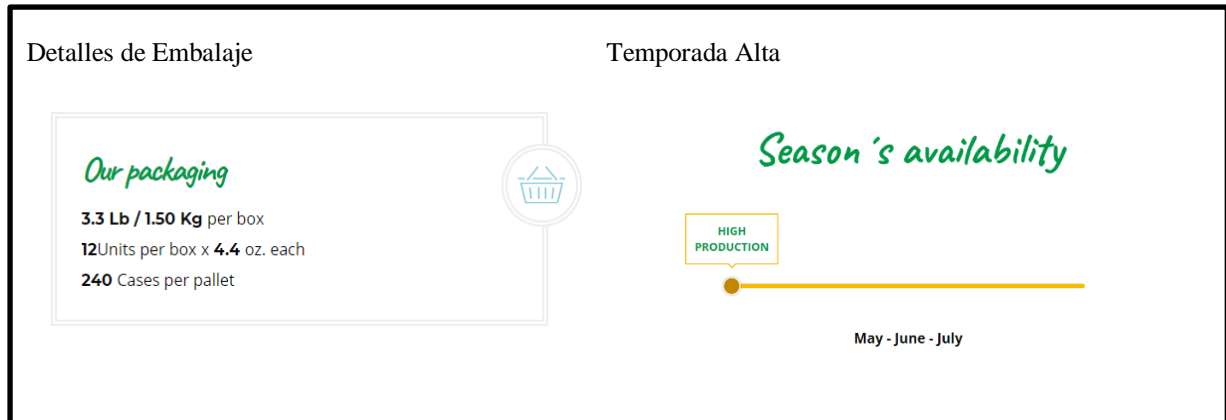 Detalles de Embalaje
Temporada Alta
Our packaging
3.3 Lb / 1.50 Kg per box
12Units per box x 4.4 oz. each
240 Cases per pallet
Season ´s availability
HIGH
PRODUCTION
May - June - July